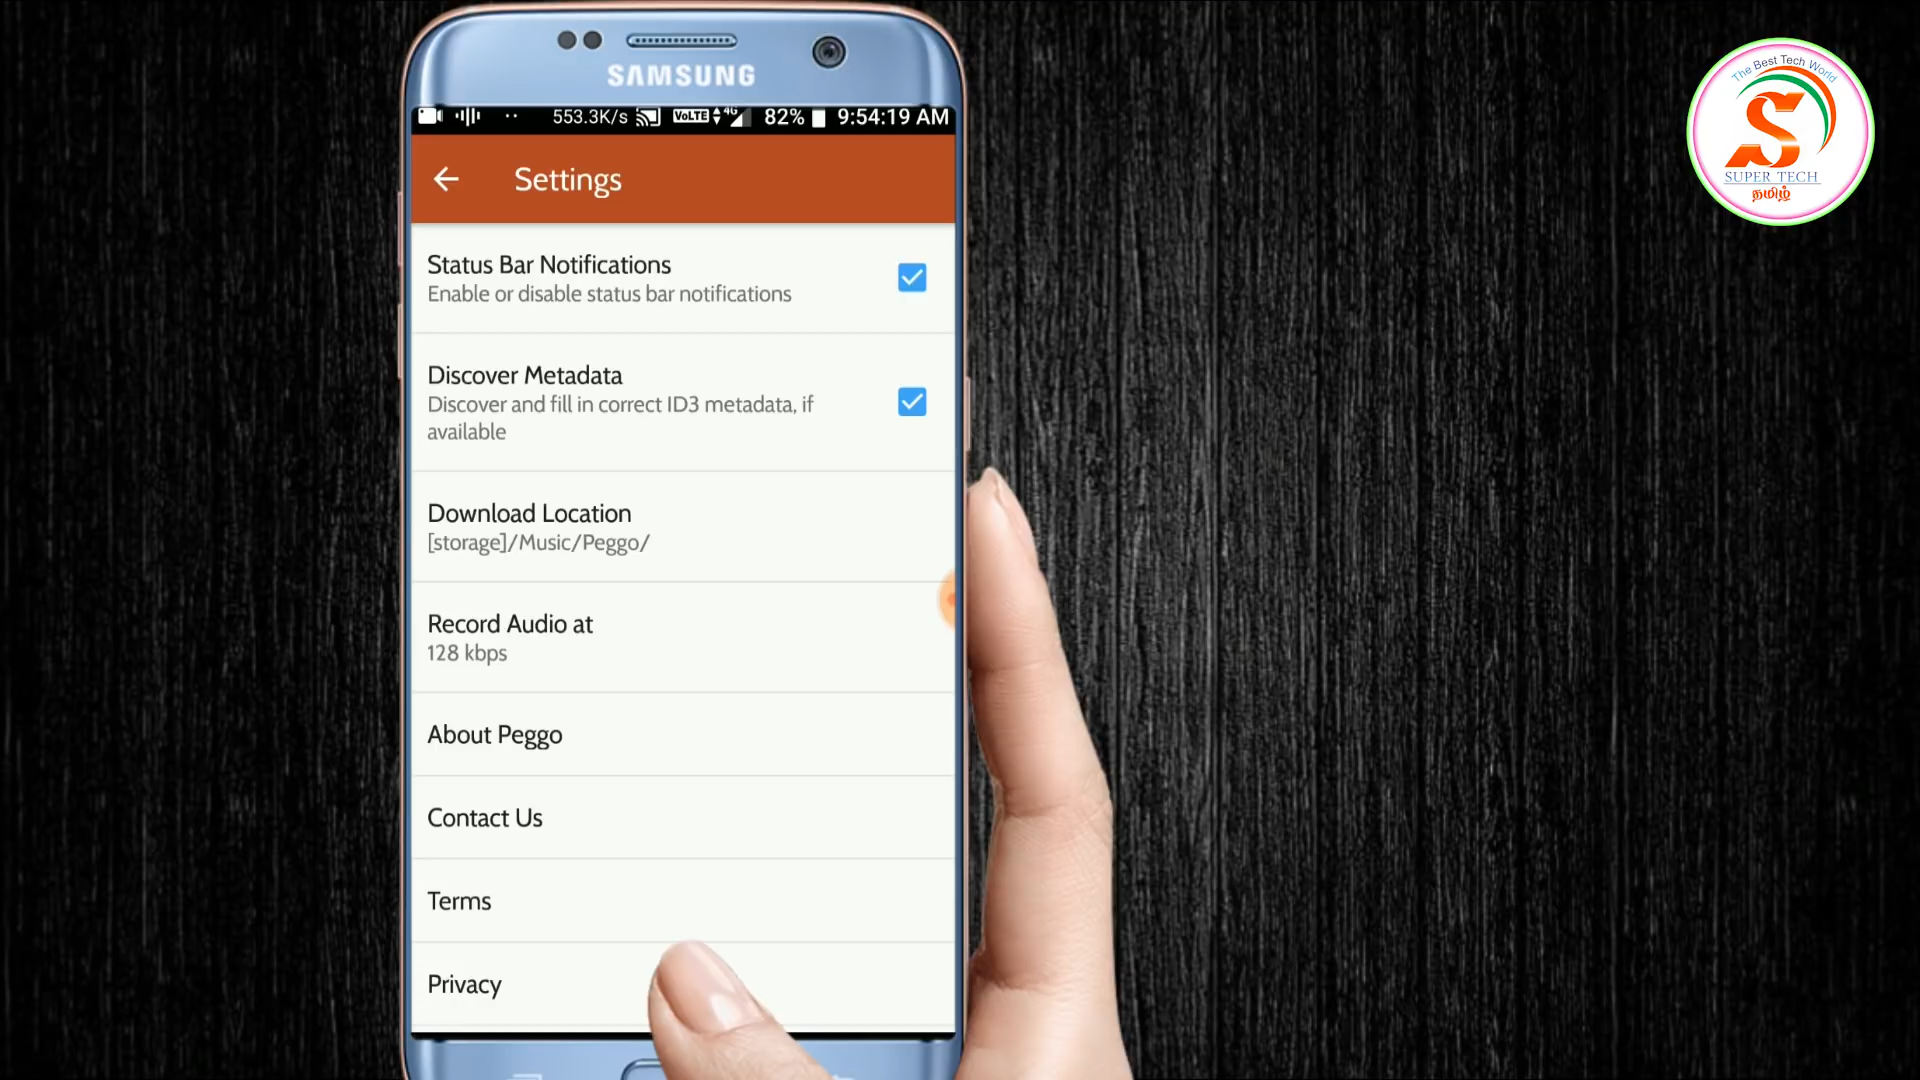 SAMSUNG
553.3K/s VoLTE 4G 82% 9:54:19 AM
Settings
Status Bar Notifications
Enable or disable status bar notifications
Discover Metadata
Discover and fill in correct ID3 metadata, if
available
Download Location
[storage]/Music/Peggo/
Record Audio at
128 kbps
About Peggo
Contact Us
Terms
Privacy
The Best Tech World
S
SUPER TECH
தமிழ்